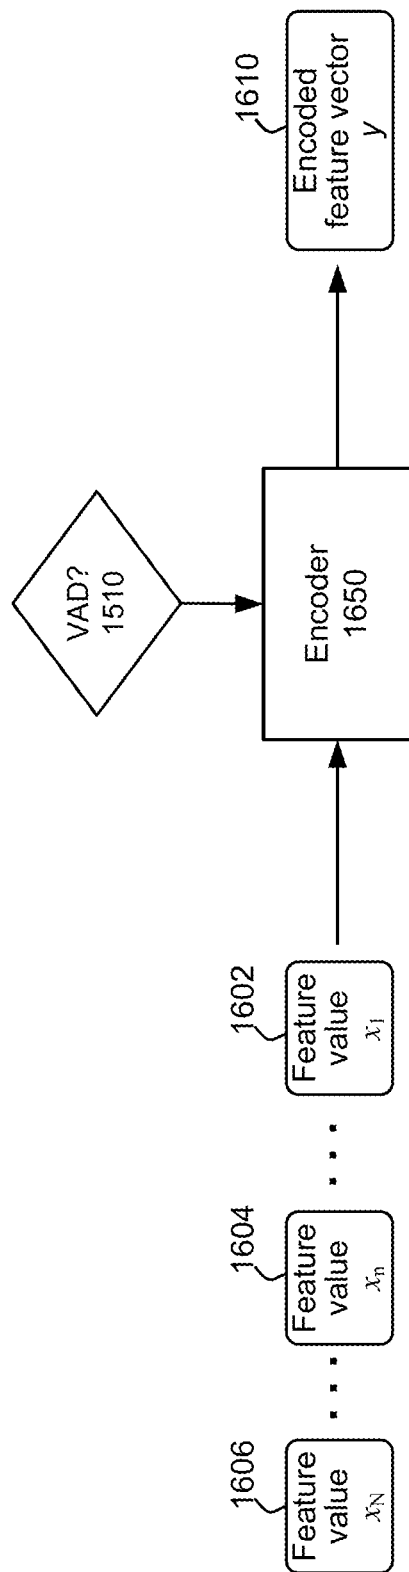 1606
Feature
value
xN
. . .
1604
Feature
value
xn
. . .
1602
Feature
value
x1
VAD?
1510
Encoder
1650
1610
Encoded
feature vector
y